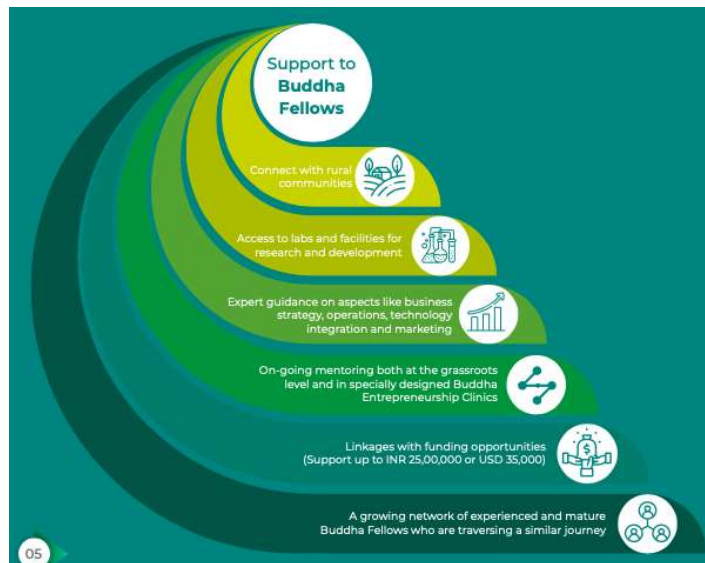 Support to
Buddha
Fellows
Connect with rural
communities
Access to labs and facilities for
research and development
Expert guidance on aspects like business
strategy, operations, technology
integration and marketing
On-going mentoring both at the grassroots
level and in specially designed Buddha
Entrepreneurship Clinics
$
Linkages with funding opportunities
(Support up to INR 25,00,000 or USD 35,000)
A growing network of experienced and mature
Buddha Fellows who are traversing a similar journey
05